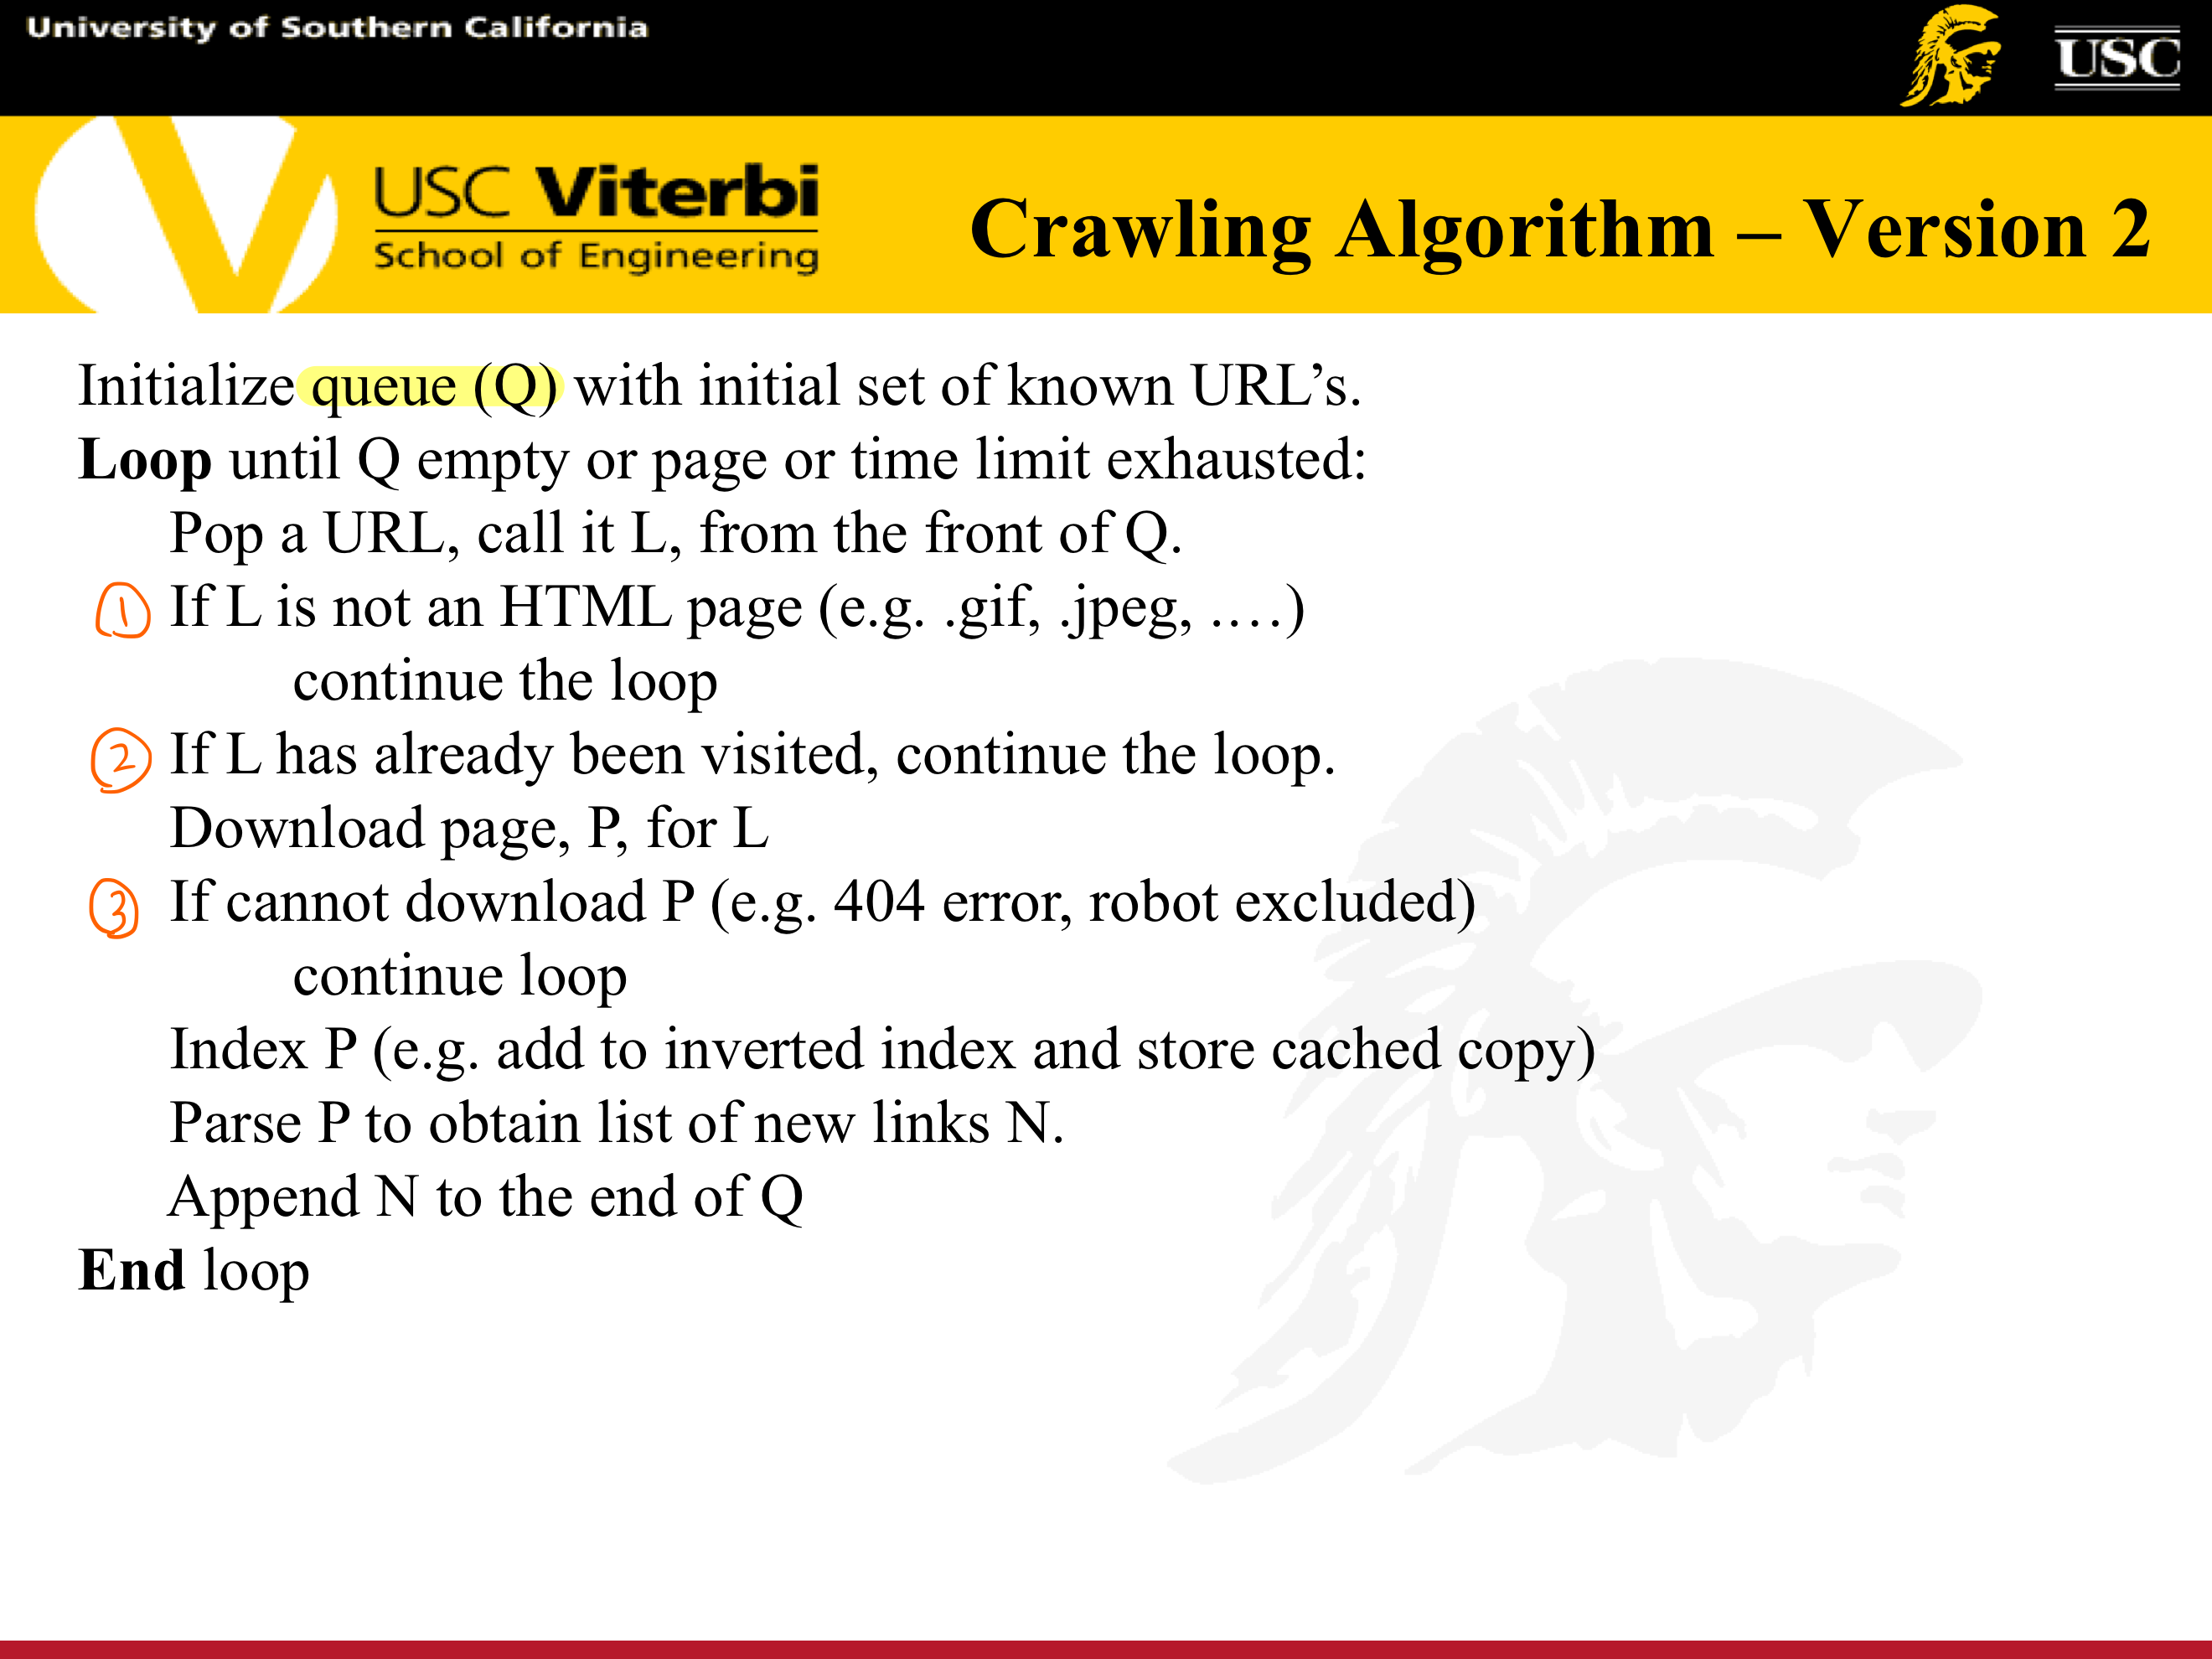 University of Southern California
USC
USC Viterbi
School of Engineering
Crawling Algorithm – Version 2
Initialize queue (Q) with initial set of known URL’s.
Loop until Q empty or page or time limit exhausted:
Pop a URL, call it L, from the front of Q.
1 If L is not an HTML page (e.g. .gif, .jpeg, .…)
continue the loop
2 If L has already been visited, continue the loop.
Download page, P, for L
3 If cannot download P (e.g. 404 error, robot excluded)
continue loop
Index P (e.g. add to inverted index and store cached copy)
Parse P to obtain list of new links N.
Append N to the end of Q
End loop